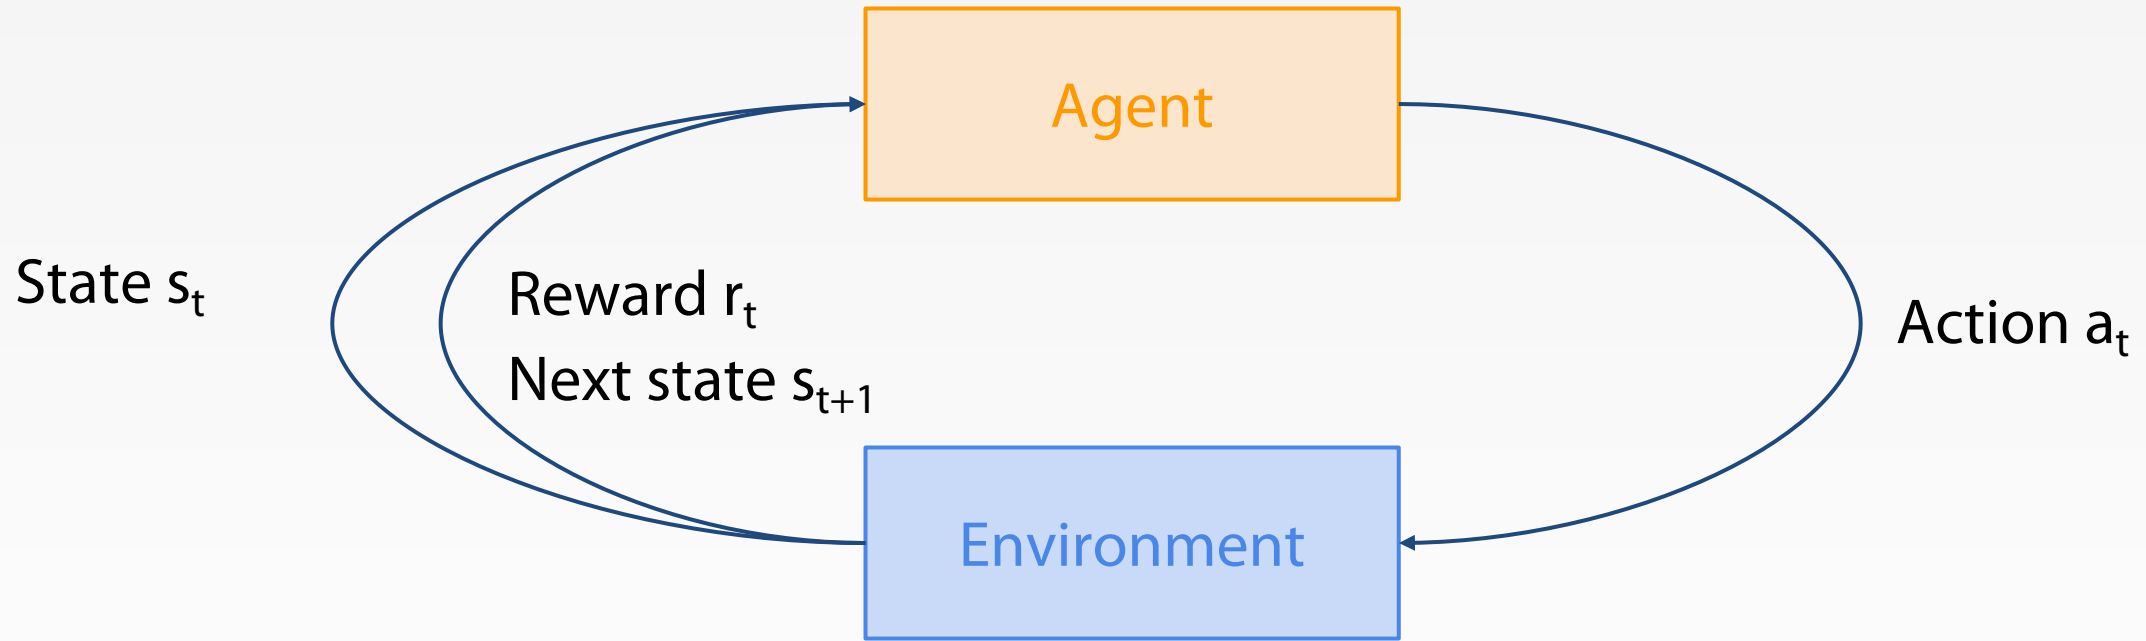 Agent
State sₜ
Reward rₜ
Next state sₜ₊₁
Action aₜ
Environment